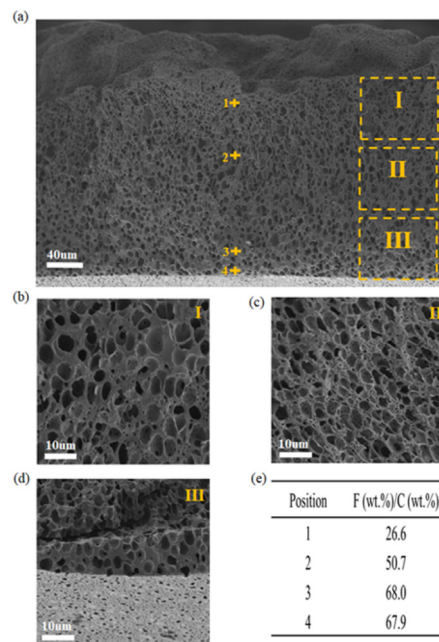 (a)
1
I
2
II
3
III
4
40um
(b)
I
(c)
II
10um
10um
(d)
III
(e)
Position F (wt.%)/C (wt.%)
1 26.6
2 50.7
3 68.0
4 67.9
10um